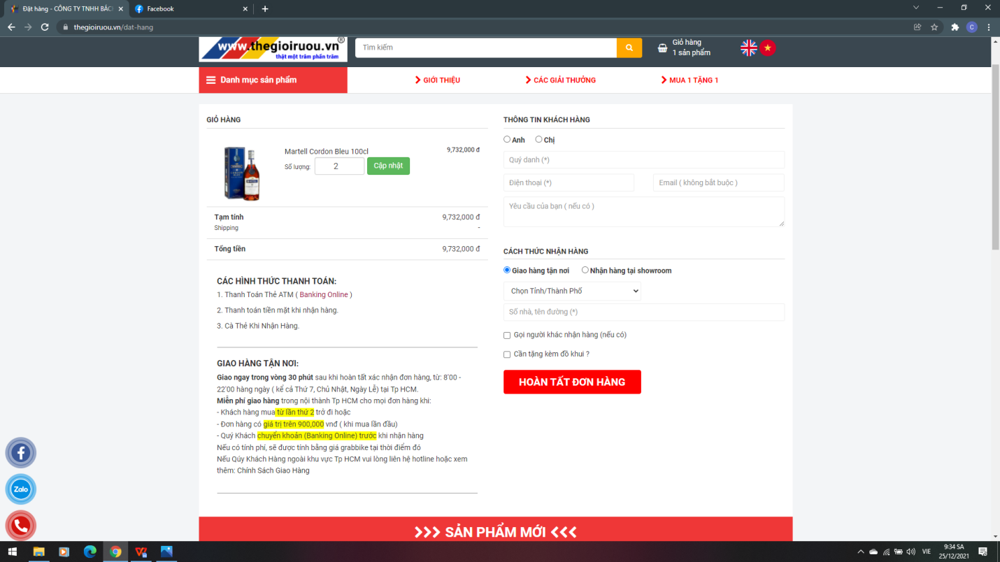 Đặt hàng - CÔNG TY TNHH BÁCH
Facebook
thegioiruou.vn/dat-hang
C
www.thegioiruou.vn®
thật một trăm phần trăm
Tìm kiếm
Giỏ hàng
1 sản phẩm
Danh mục sản phẩm
GIỚI THIỆU
CÁC GIẢI THƯỞNG
MUA 1 TẶNG 1
GIỎ HÀNG
Martell Cordon Bleu 100cl
9,732,000 đ
Số lượng:
2
Cập nhật
Tạm tính
9,732,000 đ
Shipping
-
Tổng tiền
9,732,000 đ
CÁC HÌNH THỨC THANH TOÁN:
1. Thanh Toán Thẻ ATM ( Banking Online )
2. Thanh toán tiền mặt khi nhận hàng.
3. Cà Thẻ Khi Nhận Hàng.
GIAO HÀNG TẬN NƠI:
Giao ngay trong vòng 30 phút sau khi hoàn tất xác nhận đơn hàng, từ: 8'00 -
22'00 hàng ngày ( kể cả Thứ 7, Chủ Nhật, Ngày Lễ) tại Tp HCM.
Miễn phí giao hàng trong nội thành Tp HCM cho mọi đơn hàng khi:
- Khách hàng mua từ lần thứ 2 trở đi hoặc
- Đơn hàng có giá trị trên 900,000 vnđ ( khi mua lần đầu)
- Quý Khách chuyển khoản (Banking Online) trước khi nhận hàng
Nếu có tính phí, sẽ được tính bằng giá grabbike tại thời điểm đó
Nếu Qúy Khách Hàng ngoài khu vực Tp HCM vui lòng liên hệ hotline hoặc xem
thêm: Chính Sách Giao Hàng
THÔNG TIN KHÁCH HÀNG
Anh
Chị
Quý danh (*)
Điện thoại (*)
Email ( không bắt buộc )
Yêu cầu của bạn ( nếu có )
CÁCH THỨC NHẬN HÀNG
Giao hàng tận nơi
Nhận hàng tại showroom
Chọn Tỉnh/Thành Phố
Số nhà, tên đường (*)
Gọi người khác nhận hàng (nếu có)
Cần tặng kèm đồ khui ?
HOÀN TẤT ĐƠN HÀNG
Zalo
SẢN PHẨM MỚI
VIE
9:34 SA
25/12/2021